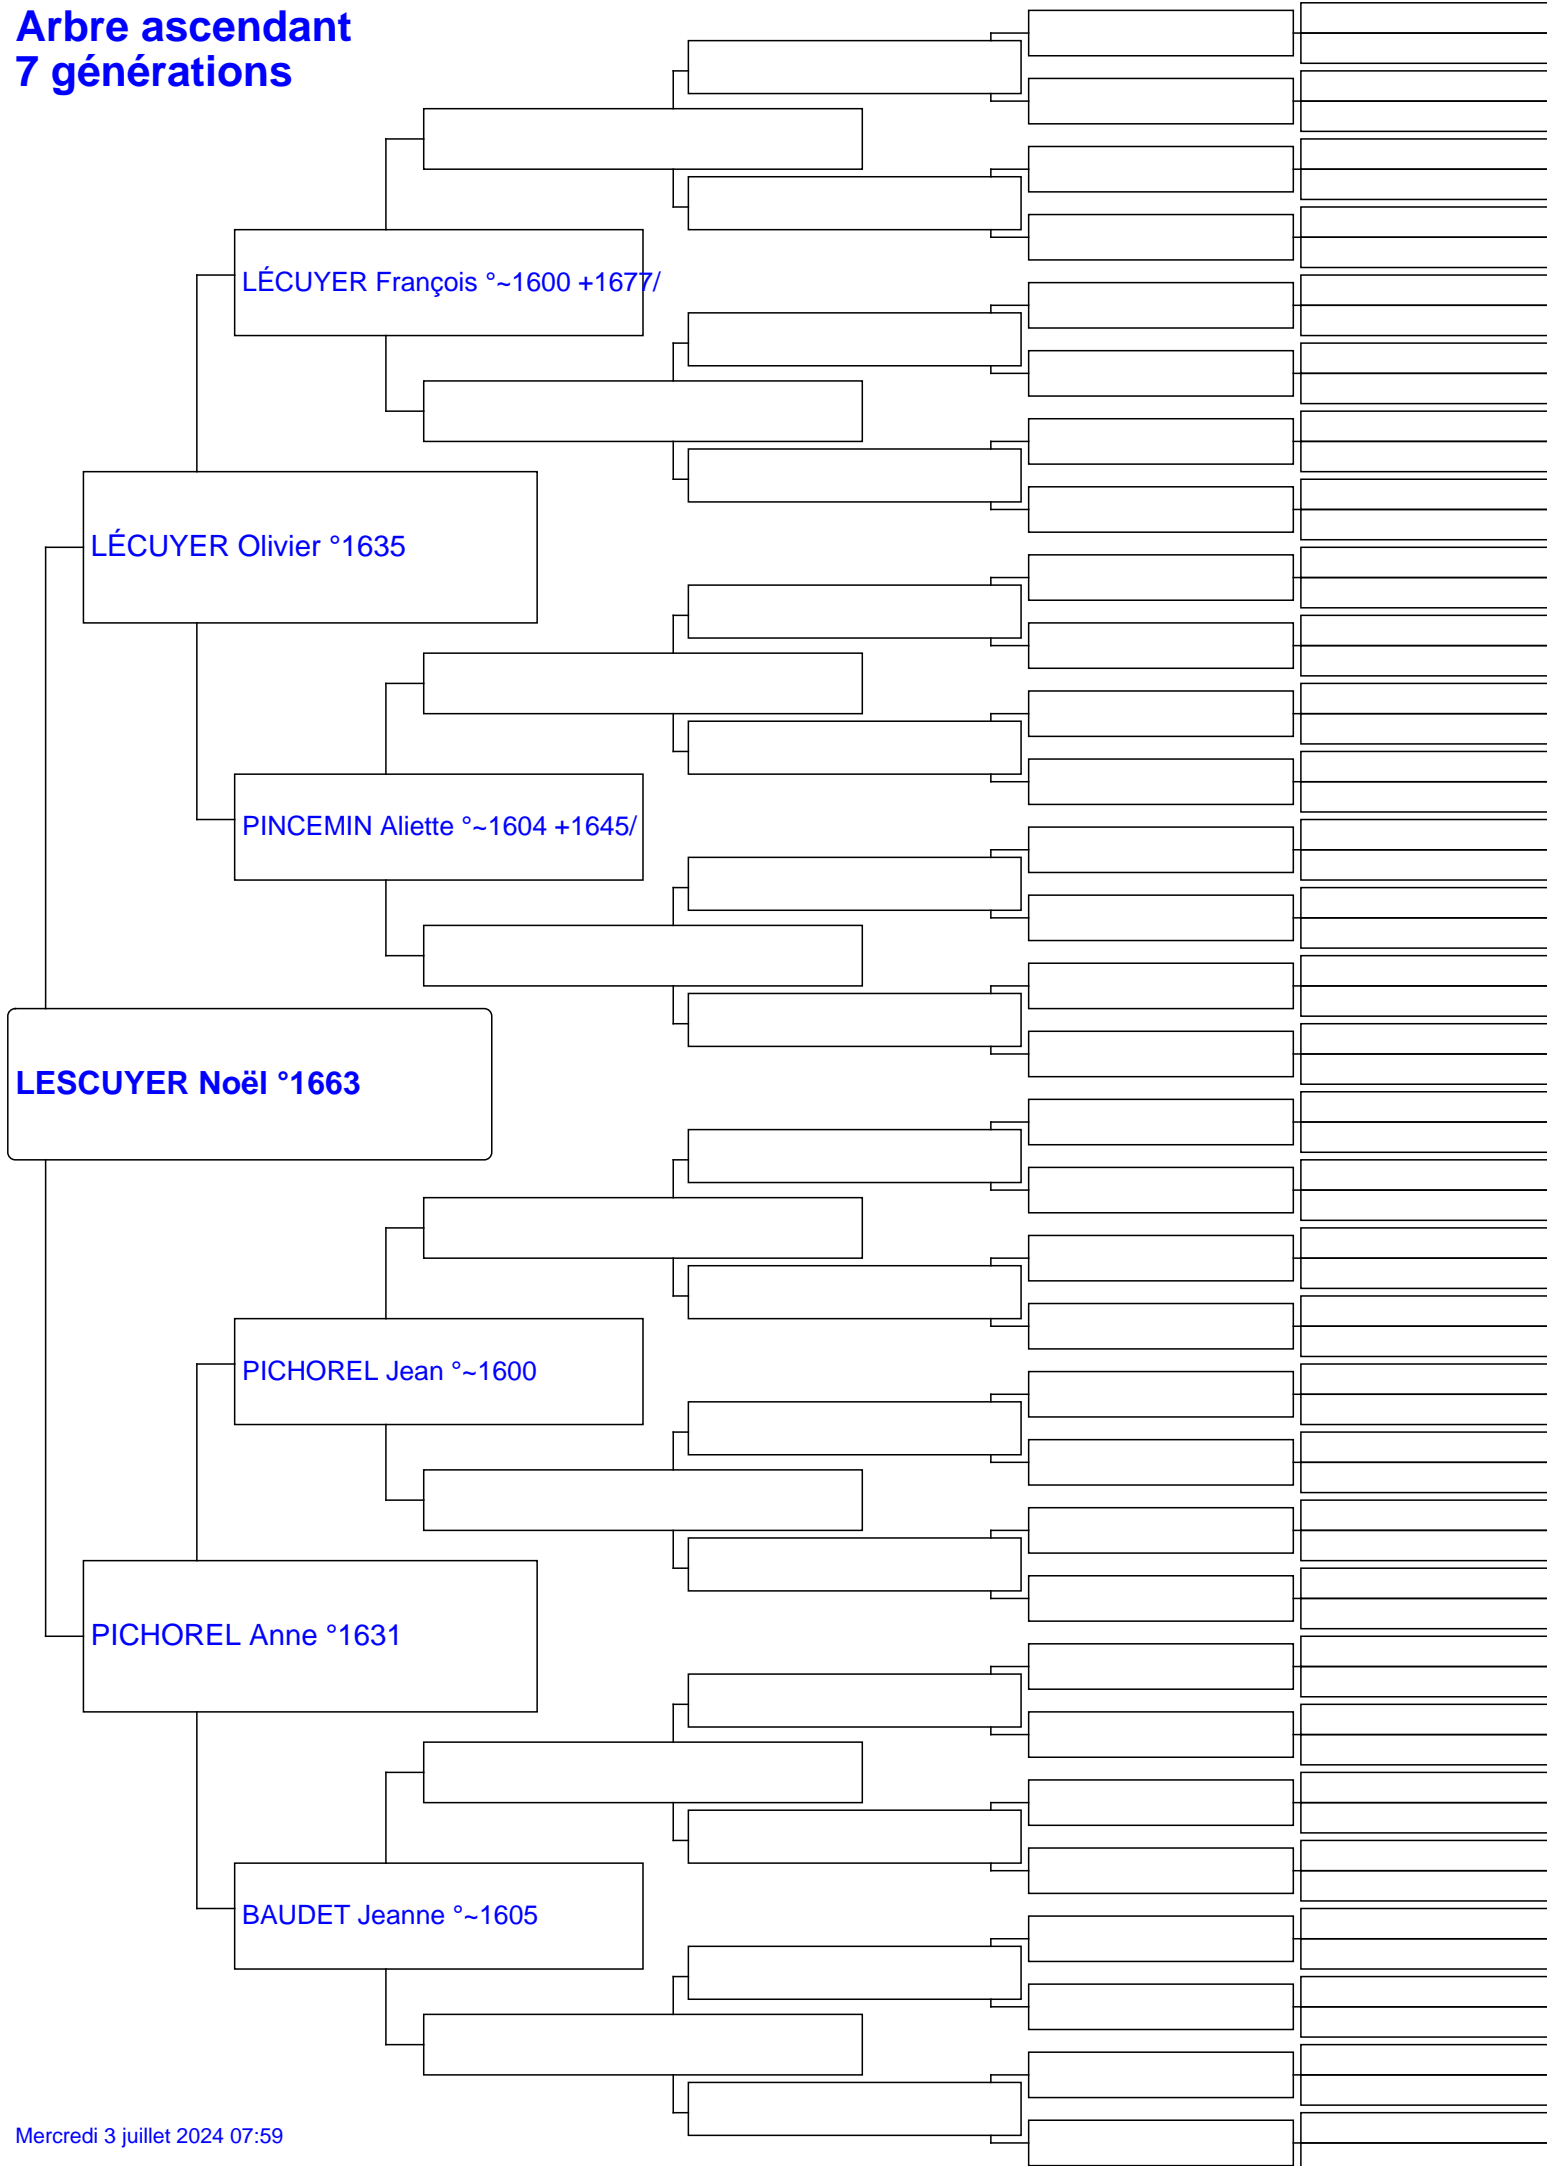 Arbre ascendant
7 générations
LÉCUYER François °~1600 +1677/
LÉCUYER Olivier °1635
PINCEMIN Aliette °~1604 +1645/
LESCUYER Noël °1663
PICHOREL Jean °~1600
PICHOREL Anne °1631
BAUDET Jeanne °~1605
Mercredi 3 juillet 2024 07:59